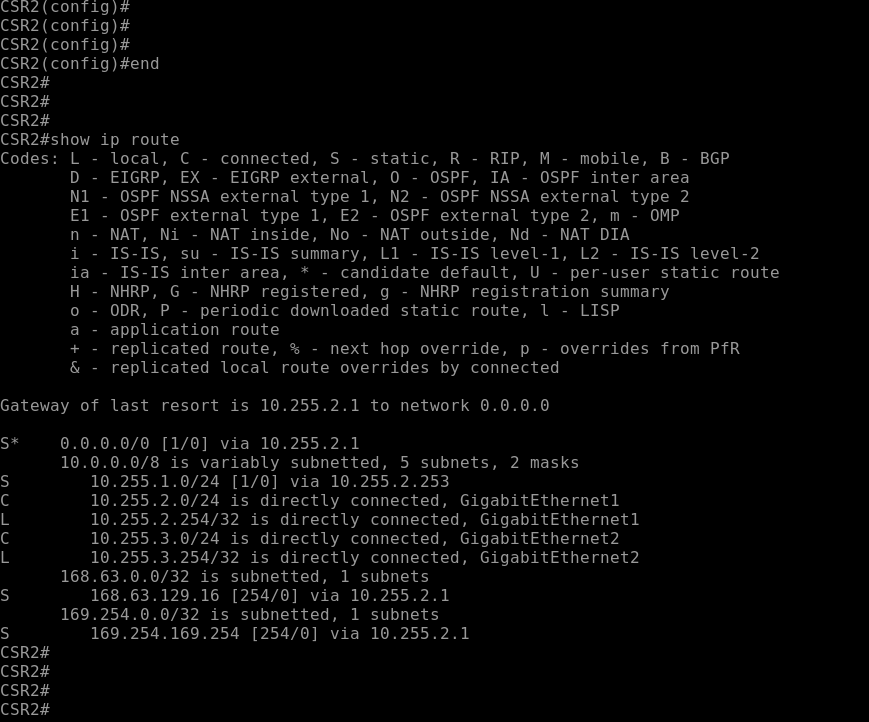 CSR2(config)#
CSR2(config)#
CSR2(config)#
CSR2(config)#end
CSR2#
CSR2#
CSR2#
CSR2#show ip route
Codes: L - local, C - connected, S - static, R - RIP, M - mobile, B - BGP
       D - EIGRP, EX - EIGRP external, O - OSPF, IA - OSPF inter area
       N1 - OSPF NSSA external type 1, N2 - OSPF NSSA external type 2
       E1 - OSPF external type 1, E2 - OSPF external type 2, m - OMP
       n - NAT, Ni - NAT inside, No - NAT outside, Nd - NAT DIA
       i - IS-IS, su - IS-IS summary, L1 - IS-IS level-1, L2 - IS-IS level-2
       ia - IS-IS inter area, * - candidate default, U - per-user static route
       H - NHRP, G - NHRP registered, g - NHRP registration summary
       o - ODR, P - periodic downloaded static route, l - LISP
       a - application route
       + - replicated route, % - next hop override, p - overrides from PfR
       & - replicated local route overrides by connected

Gateway of last resort is 10.255.2.1 to network 0.0.0.0

S*    0.0.0.0/0 [1/0] via 10.255.2.1
      10.0.0.0/8 is variably subnetted, 5 subnets, 2 masks
S        10.255.1.0/24 [1/0] via 10.255.2.253
C        10.255.2.0/24 is directly connected, GigabitEthernet1
L        10.255.2.254/32 is directly connected, GigabitEthernet1
C        10.255.3.0/24 is directly connected, GigabitEthernet2
L        10.255.3.254/32 is directly connected, GigabitEthernet2
      168.63.0.0/32 is subnetted, 1 subnets
S        168.63.129.16 [254/0] via 10.255.2.1
      169.254.0.0/32 is subnetted, 1 subnets
S        169.254.169.254 [254/0] via 10.255.2.1
CSR2#
CSR2#
CSR2#
CSR2#